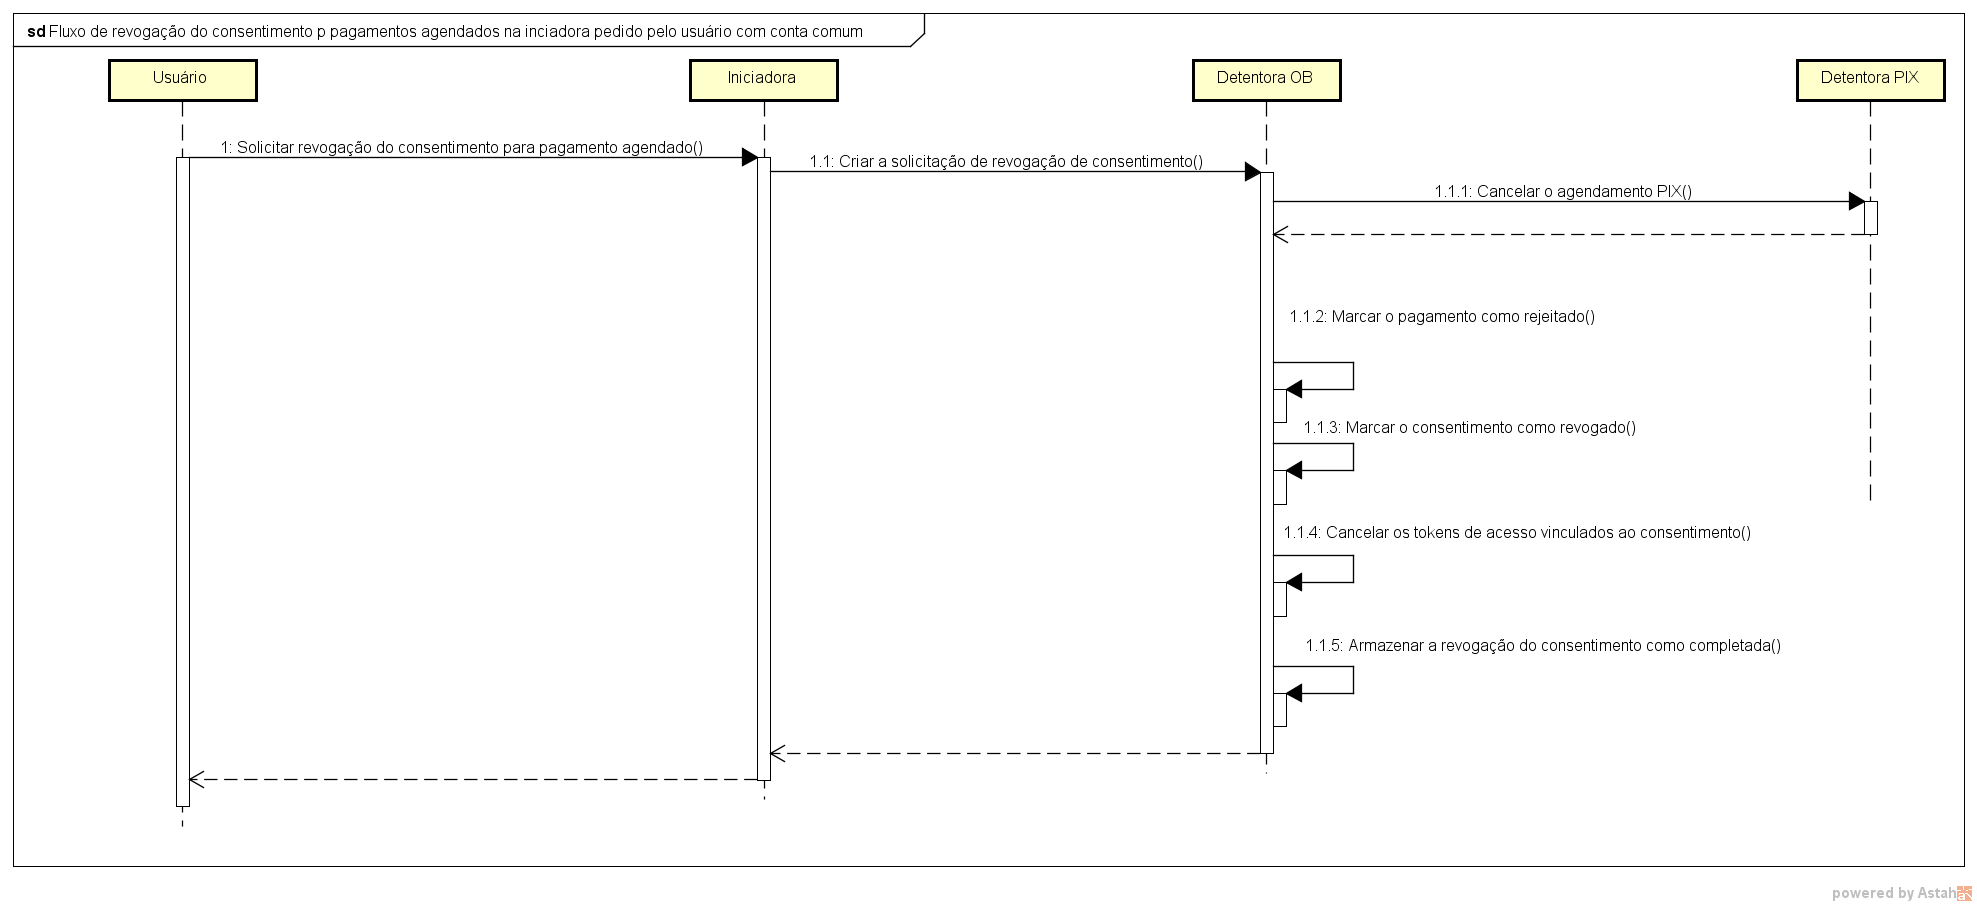 sd Fluxo de revogação do consentimento p pagamentos agendados na inciadora pedido pelo usuário com conta comum
Usuário
Iniciadora
Detentora OB
Detentora PIX
1: Solicitar revogação do consentimento para pagamento agendado()
1.1: Criar a solicitação de revogação de consentimento()
1.1.1: Cancelar o agendamento PIX()
1.1.2: Marcar o pagamento como rejeitado()
1.1.3: Marcar o consentimento como revogado()
1.1.4: Cancelar os tokens de acesso vinculados ao consentimento()
1.1.5: Armazenar a revogação do consentimento como completada()
powered by Astah